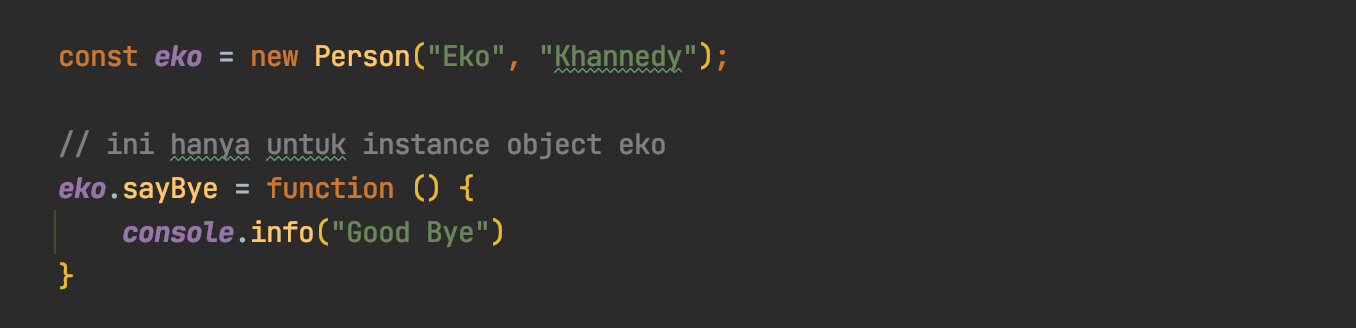 const eko = new Person("Eko", "Khannedy");
// ini hanya untuk instance object eko
eko.sayBye = function () {
console.info("Good Bye")
}